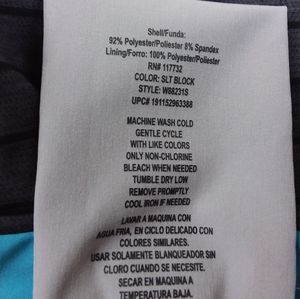 Shell/Funda:
92% Polyester/Poliester 8% Spandex
Lining/Forro: 100% Polyester/Poliester
RN# 117732
COLOR: SLT BLOCK
STYLE: W88231S
UPC# 191152963388
MACHINE WASH COLD
GENTLE CYCLE
WITH LIKE COLORS
ONLY NON-CHLORINE
BLEACH WHEN NEEDED
TUMBLE DRY LOW
REMOVE PROMPTLY
COOL IRON IF NEEDED
LAVAR A MAQUINA CON
AGUA FRIA, EN CICLO DELICADO CON
COLORES SIMILARES.
USAR SOLAMENTE BLANQUEADOR SIN
CLORO CUANDO SE NECESITE.
SECAR EN MAQUINA A
TEMPERATURA BAJA.